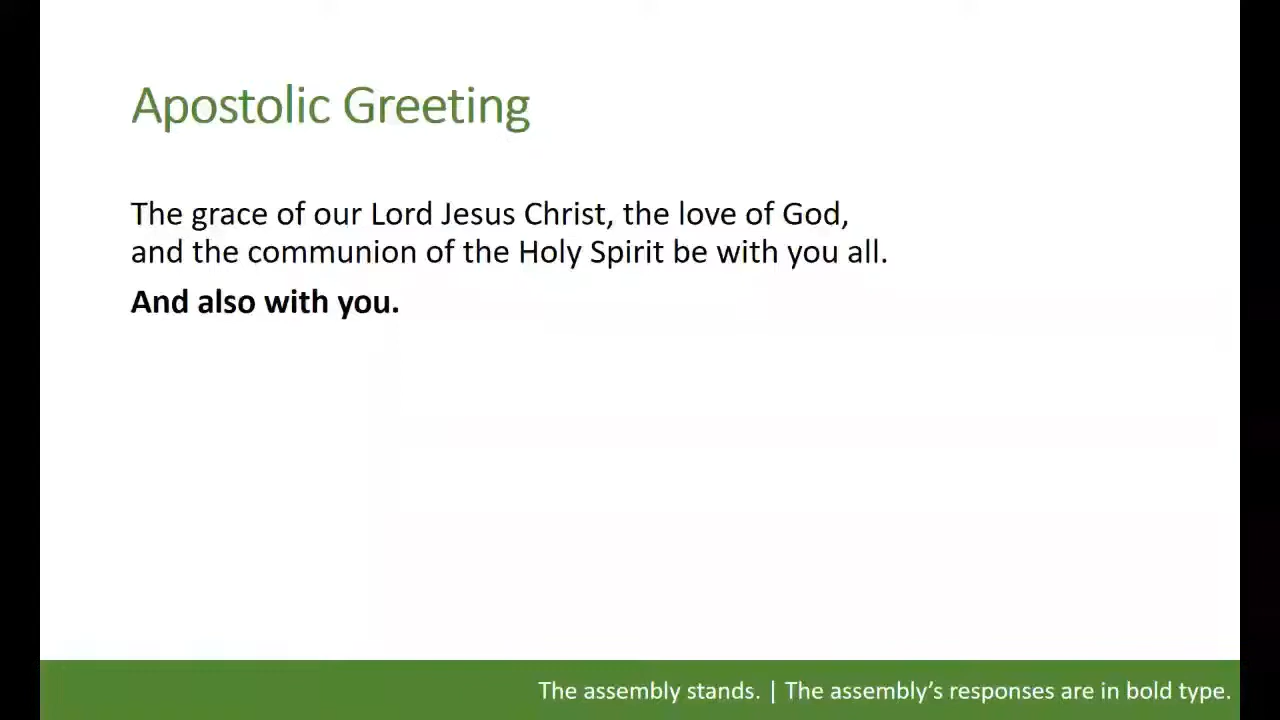 Apostolic Greeting
The grace of our Lord Jesus Christ, the love of God,
and the communion of the Holy Spirit be with you all.
And also with you.
The assembly stands. | The assembly’s responses are in bold type.